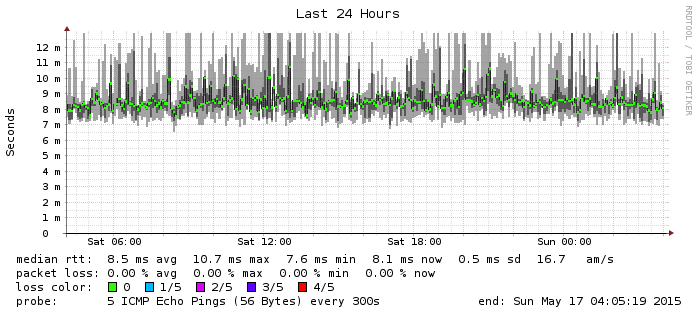 Last 24 Hours
RRDTOOL / TOBI OETIKER
Seconds
12 m
11 m
10 m
9 m
8 m
7 m
6 m
5 m
4 m
3 m
2 m
1 m
0
Sat 06:00 Sat 12:00 Sat 18:00 Sun 00:00
median rtt: 8.5 ms avg 10.7 ms max 7.6 ms min 8.1 ms now 0.5 ms sd 16.7 am/s
packet loss: 0.00 % avg 0.00 % max 0.00 % min 0.00 % now
loss color: 0 1/5 2/5 3/5 4/5
probe: 5 ICMP Echo Pings (56 Bytes) every 300s end: Sun May 17 04:05:19 2015